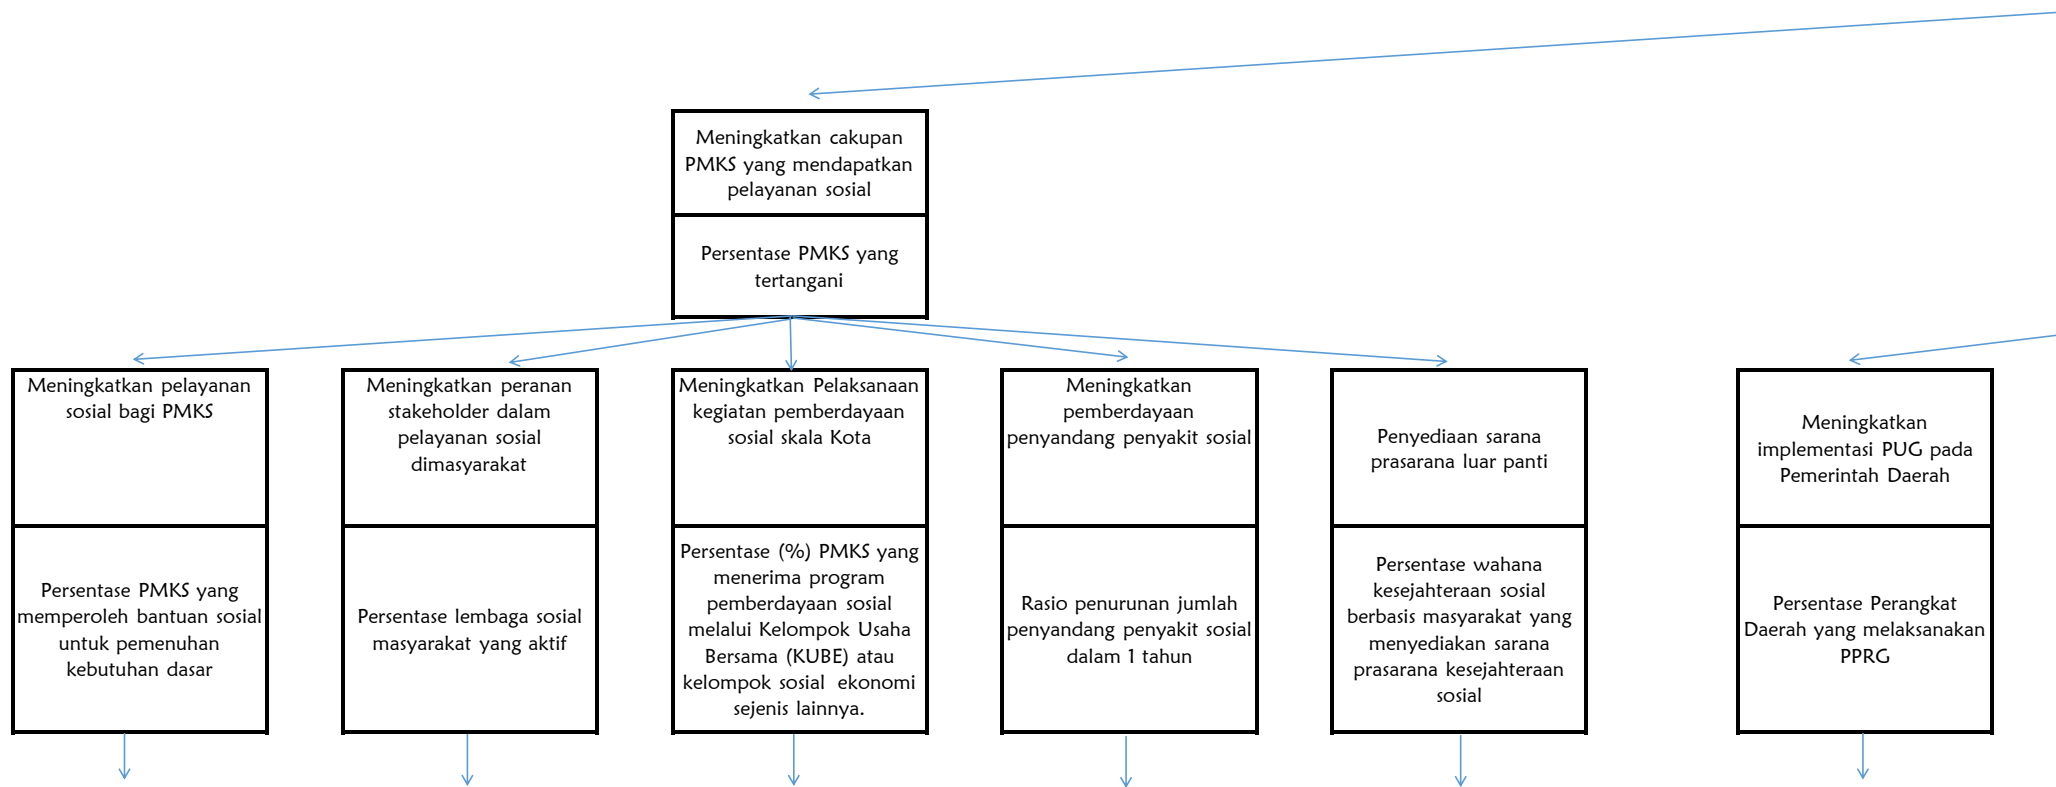 Meningkatkan cakupan
PMKS yang mendapatkan
pelayanan sosial
Persentase PMKS yang
tertangani
Meningkatkan pelayanan
sosial bagi PMKS
Persentase PMKS yang
memperoleh bantuan sosial
untuk pemenuhan
kebutuhan dasar
Meningkatkan peranan
stakeholder dalam
pelayanan sosial
dimasyarakat
Persentase lembaga sosial
masyarakat yang aktif
Meningkatkan Pelaksanaan
kegiatan pemberdayaan
sosial skala Kota
Persentase (%) PMKS yang
menerima program
pemberdayaan sosial
melalui Kelompok Usaha
Bersama (KUBE) atau
kelompok sosial ekonomi
sejenis lainnya.
Meningkatkan
pemberdayaan
penyandang penyakit sosial
Rasio penurunan jumlah
penyandang penyakit sosial
dalam 1 tahun
Penyediaan sarana
prasarana luar panti
Persentase wahana
kesejahteraan sosial
berbasis masyarakat yang
menyediakan sarana
prasarana kesejahteraan
sosial
Meningkatkan
implementasi PUG pada
Pemerintah Daerah
Persentase Perangkat
Daerah yang melaksanakan
PPRG